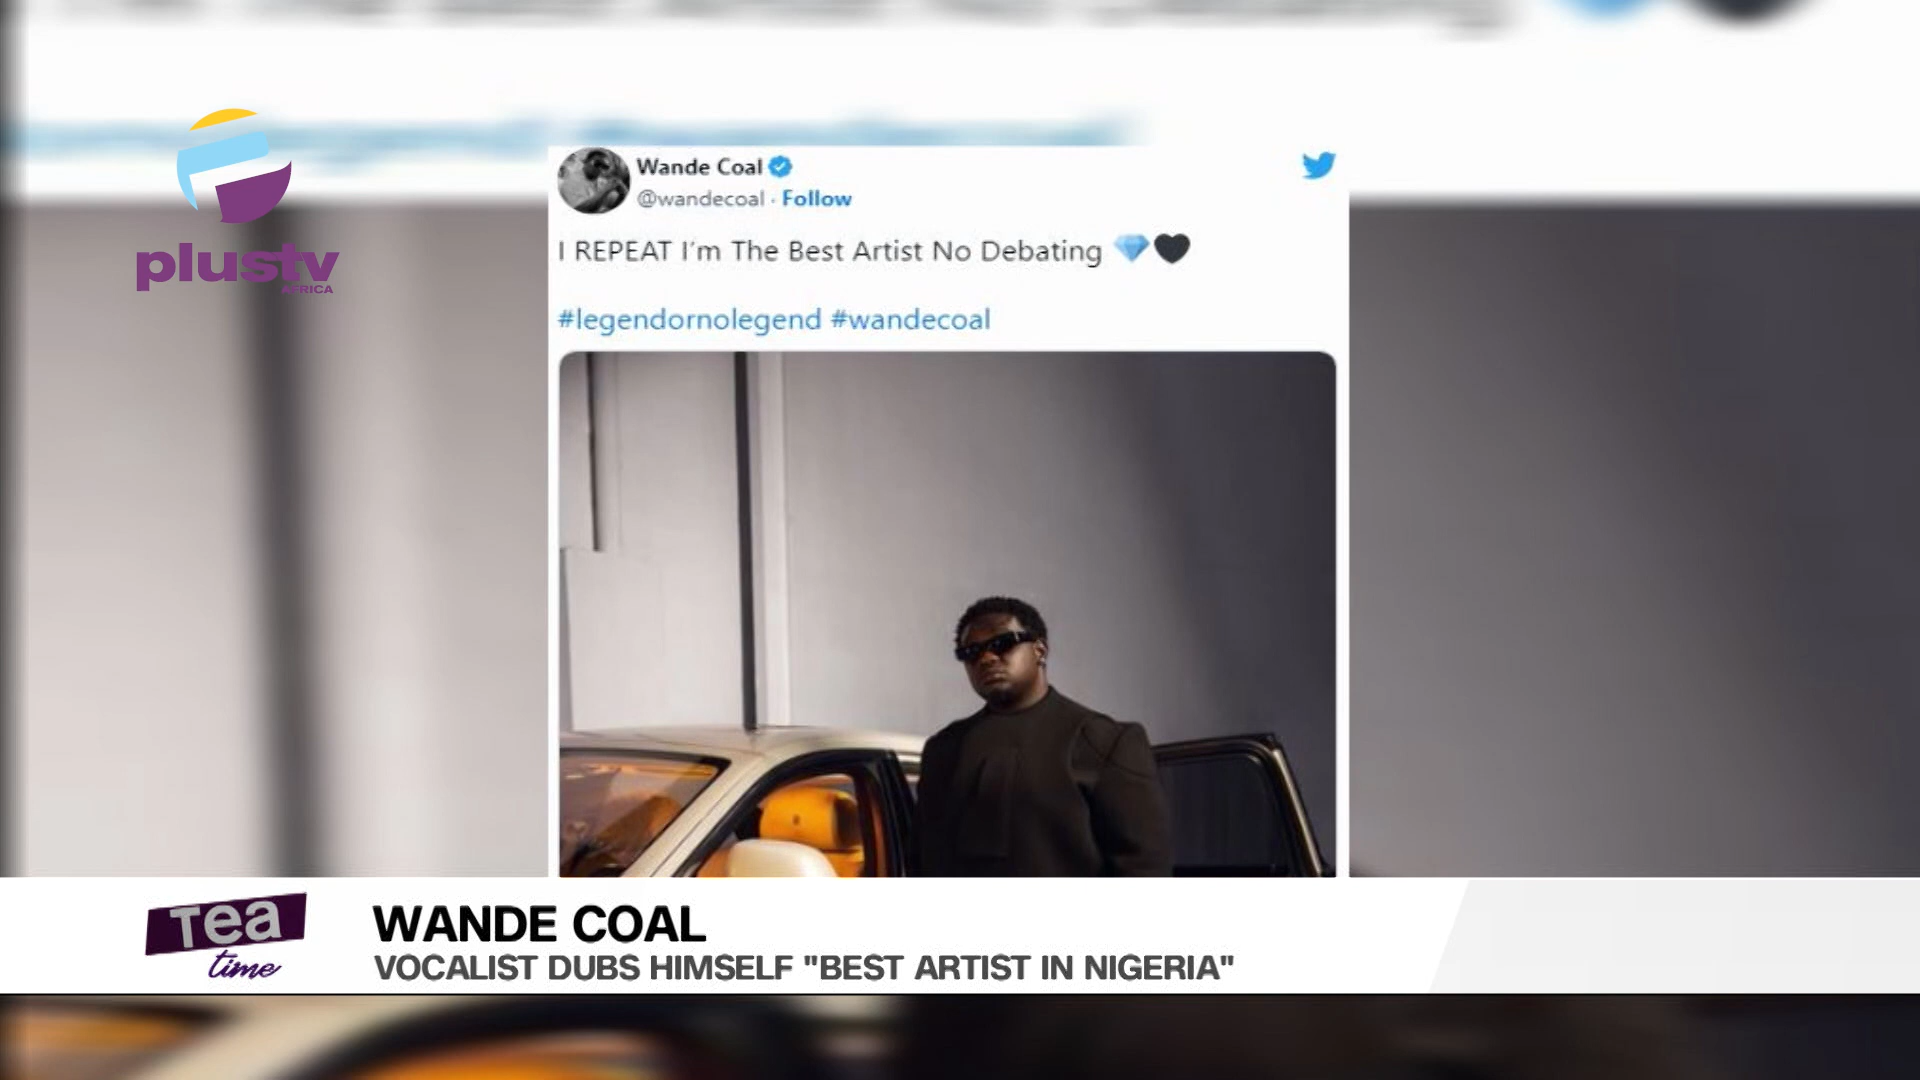 plustv
AFRICA
Wande Coal
@wandecoal · Follow
I REPEAT I'm The Best Artist No Debating 💎🖤
#legendornolegend #wandecoal
Tea
time
WANDE COAL
VOCALIST DUBS HIMSELF "BEST ARTIST IN NIGERIA"